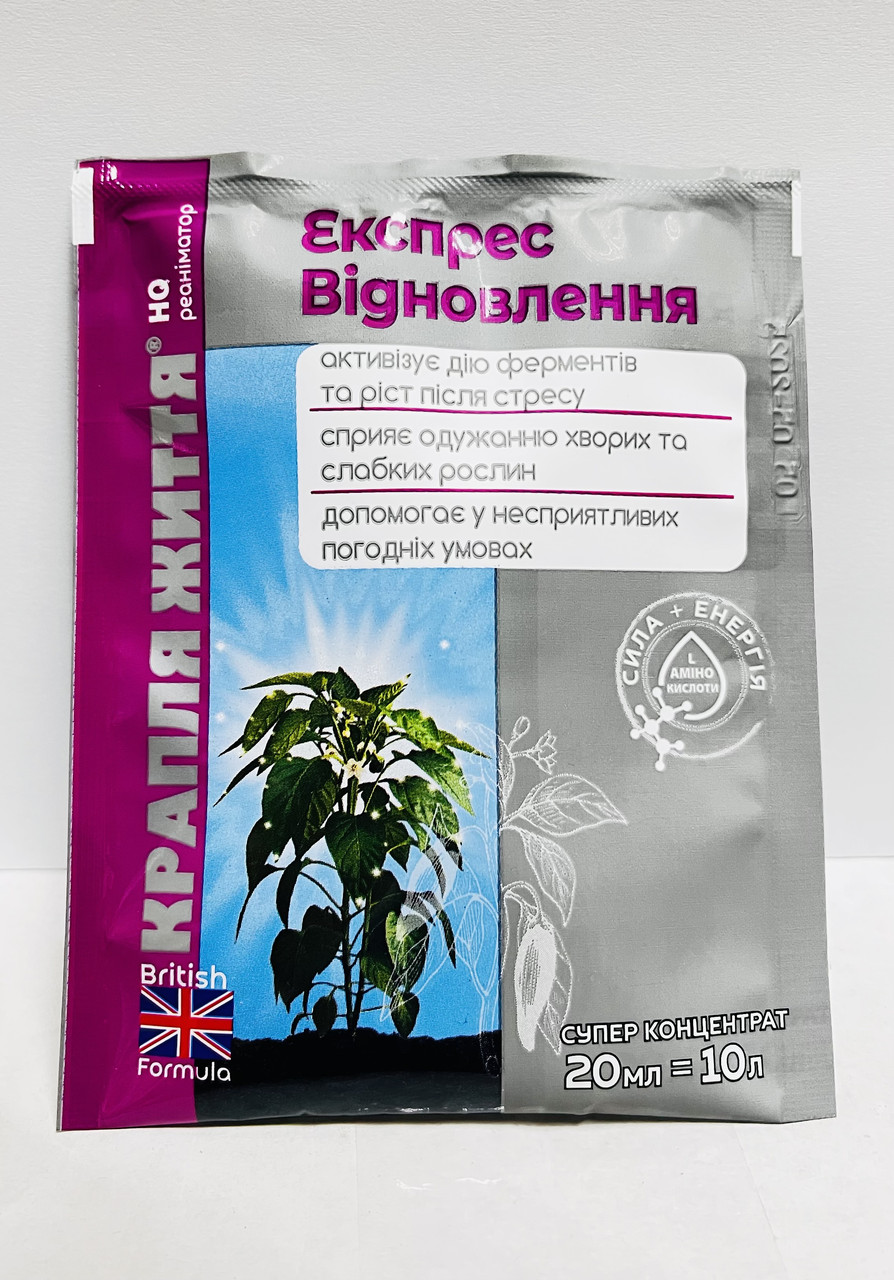 Експрес
Відновлення
активізує дію ферментів
та ріст після стресу
сприяє одужанню хворих та
слабких рослин
допомогає у несприятливих
погодніх умовах
КРАПЛЯ ЖИТТЯ® HQ
реаніматор
СИЛА + ЕНЕРГІЯ
L
АМІНО
КИСЛОТИ
British
Formula
СУПЕР КОНЦЕНТРАТ
20мл = 10л